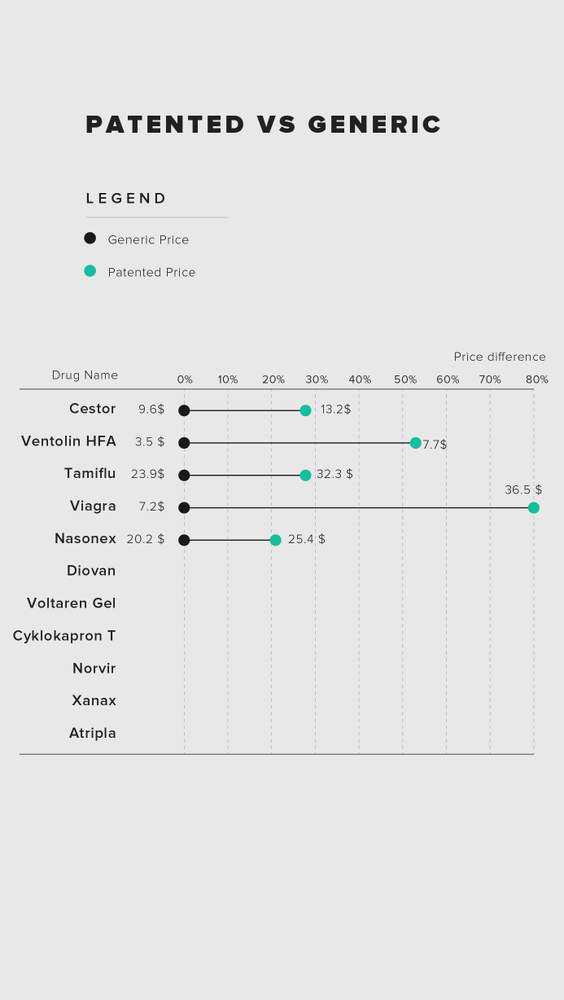 PATENTED VS GENERIC
LEGEND
Generic Price
Patented Price
Price difference
Drug Name 0% 10% 20% 30% 40% 50% 60% 70% 80%
Cestor 9.6$ 13.2$
Ventolin HFA 3.5 $ 7.7$
Tamiflu 23.9$ 32.3 $
36.5 $
Viagra 7.2$
Nasonex 20.2 $ 25.4 $
Diovan
Voltaren Gel
Cyklokapron T
Norvir
Xanax
Atripla